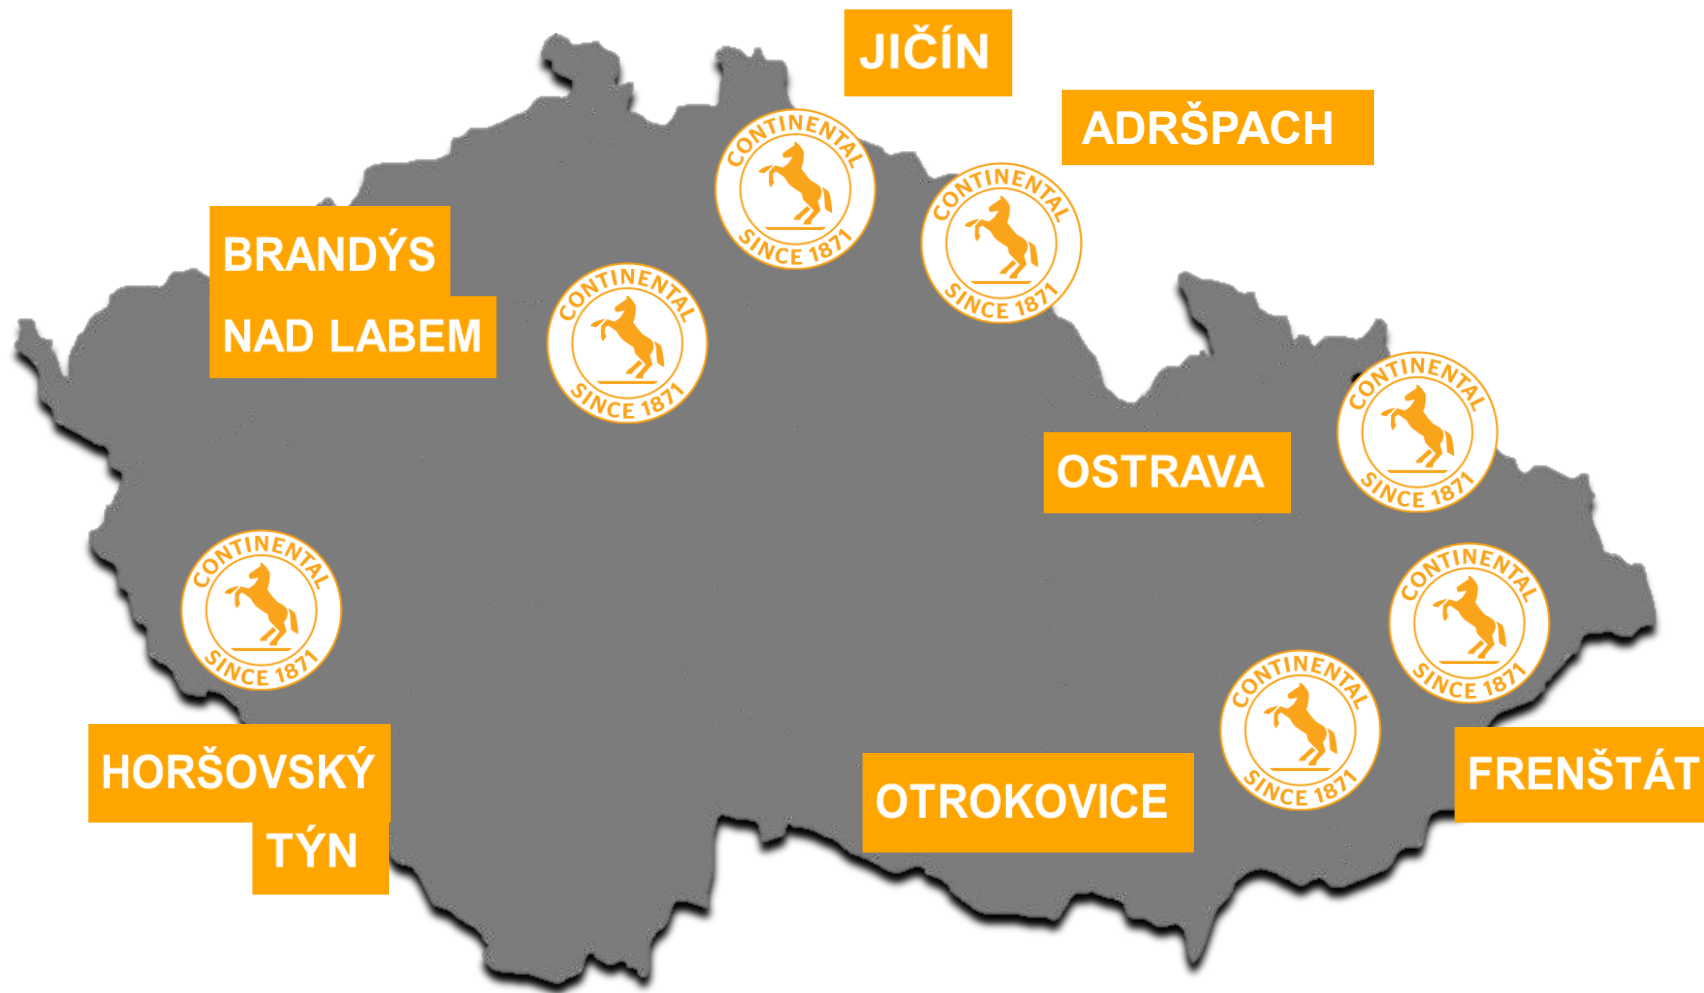 JIČÍN
CONTINENTAL
SINCE 1871
ADRŠPACH
CONTINENTAL
SINCE 1871
BRANDÝS
NAD LABEM
CONTINENTAL
SINCE 1871
OSTRAVA
CONTINENTAL
SINCE 1871
CONTINENTAL
SINCE 1871
HORŠOVSKÝ
TÝN
CONTINENTAL
SINCE 1871
FRENŠTÁT
OTROKOVICE
CONTINENTAL
SINCE 1871